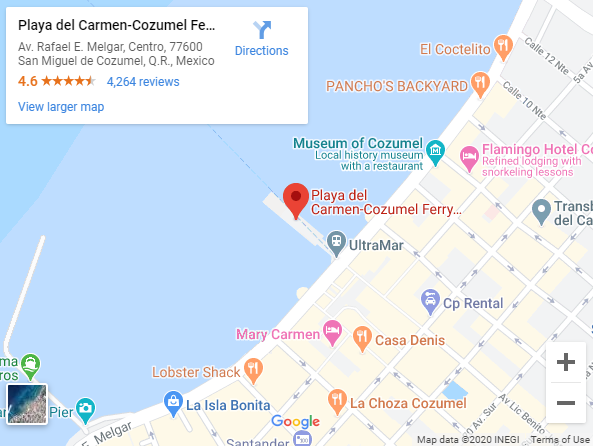 Playa del Carmen-Cozumel Fe...
Av. Rafael E. Melgar, Centro, 77600
San Miguel de Cozumel, Q.R., Mexico
4.6
4,264 reviews
View larger map
Directions
El Coctelito
Calle 12 Nte
5a Av
PANCHO'S BACKYARD
Calle 10 Nte
Museum of Cozumel
Local history museum
with a restaurant
Flamingo Hotel Co
Refined lodging with
snorkeling lessons
Playa del
Carmen-Cozumel Ferry...
Transb
del Ca
UltraMar
Cp Rental
Mary Carmen
Casa Denis
Lobster Shack
ma
ros
Pier
La Isla Bonita
La Choza Cozumel
Av Lic Benito
Av. Sur
Google
E. Melgar
Santander
Map data ©2020 INEGI
Terms of Use